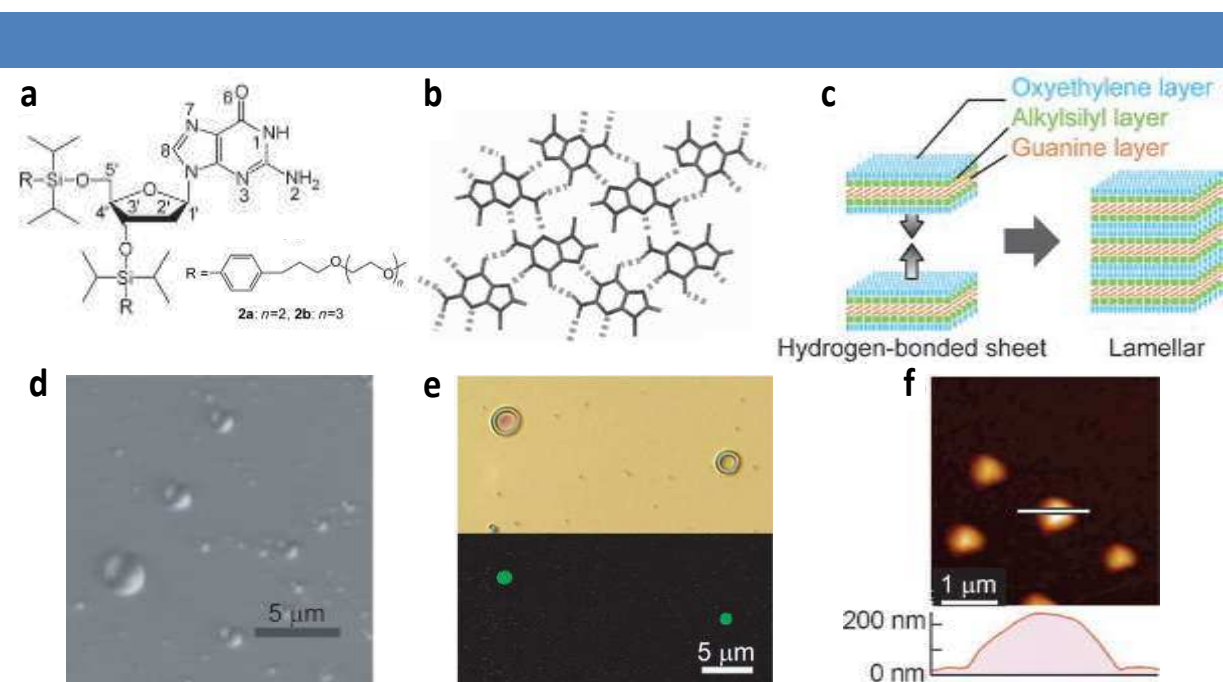 a
O
6
7
N
NH
1
8
N
N
3
NH2
2
R
Si
O
5'
O
4'
3'
2'
1'
O
Si
R
R =
O
O
n
2a: n=2, 2b: n=3
b
c
Oxyethylene layer
Alkylsilyl layer
Guanine layer
Hydrogen-bonded sheet
Lamellar
d
5 μm
e
5 μm
f
1 μm
200 nm
0 nm